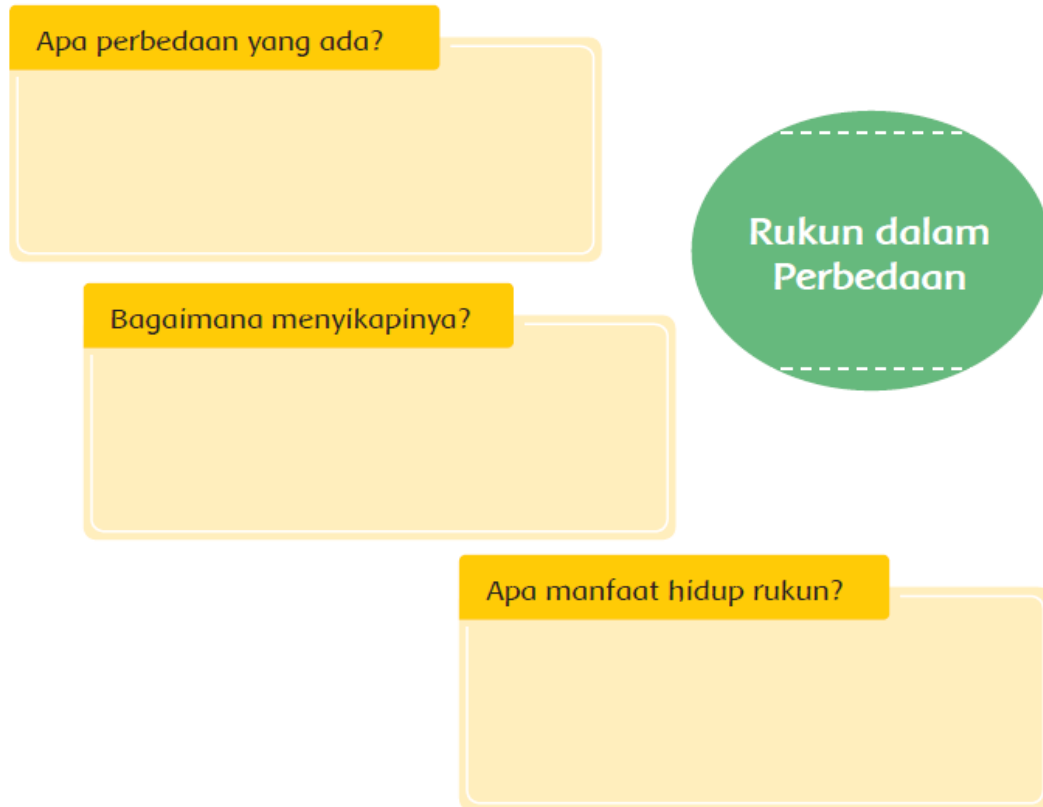 Apa perbedaan yang ada?
Rukun dalam
Perbedaan
Bagaimana menyikapinya?
Apa manfaat hidup rukun?